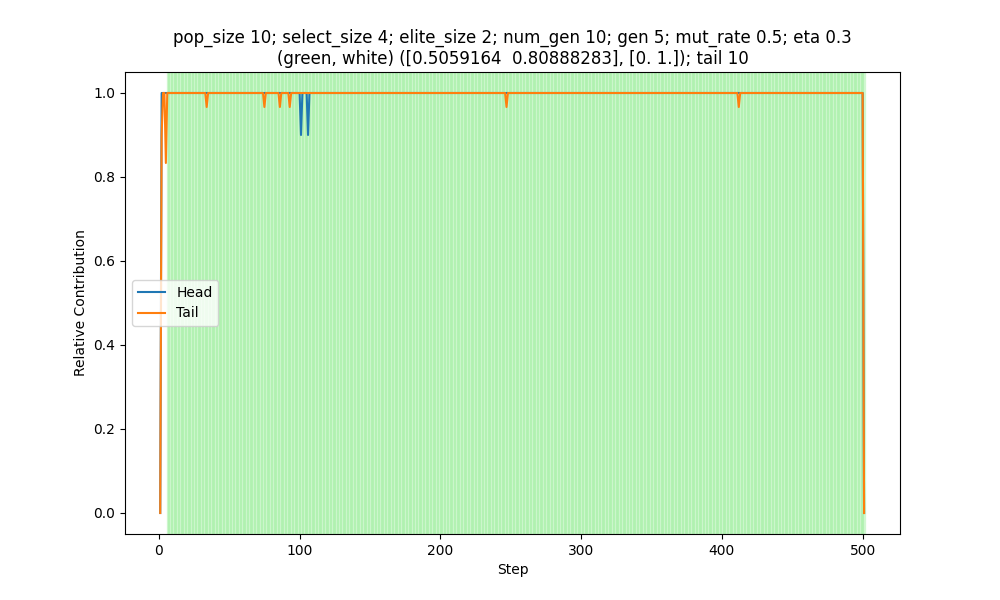 pop_size 10; select_size 4; elite_size 2; num_gen 10; gen 5; mut_rate 0.5; eta 0.3
(green, white) ([0.5059164  0.80888283], [0. 1.]); tail 10
1.0
0.8
0.6
0.4
0.2
0.0
Relative Contribution
Head
Tail
0
100
200
300
400
500
Step